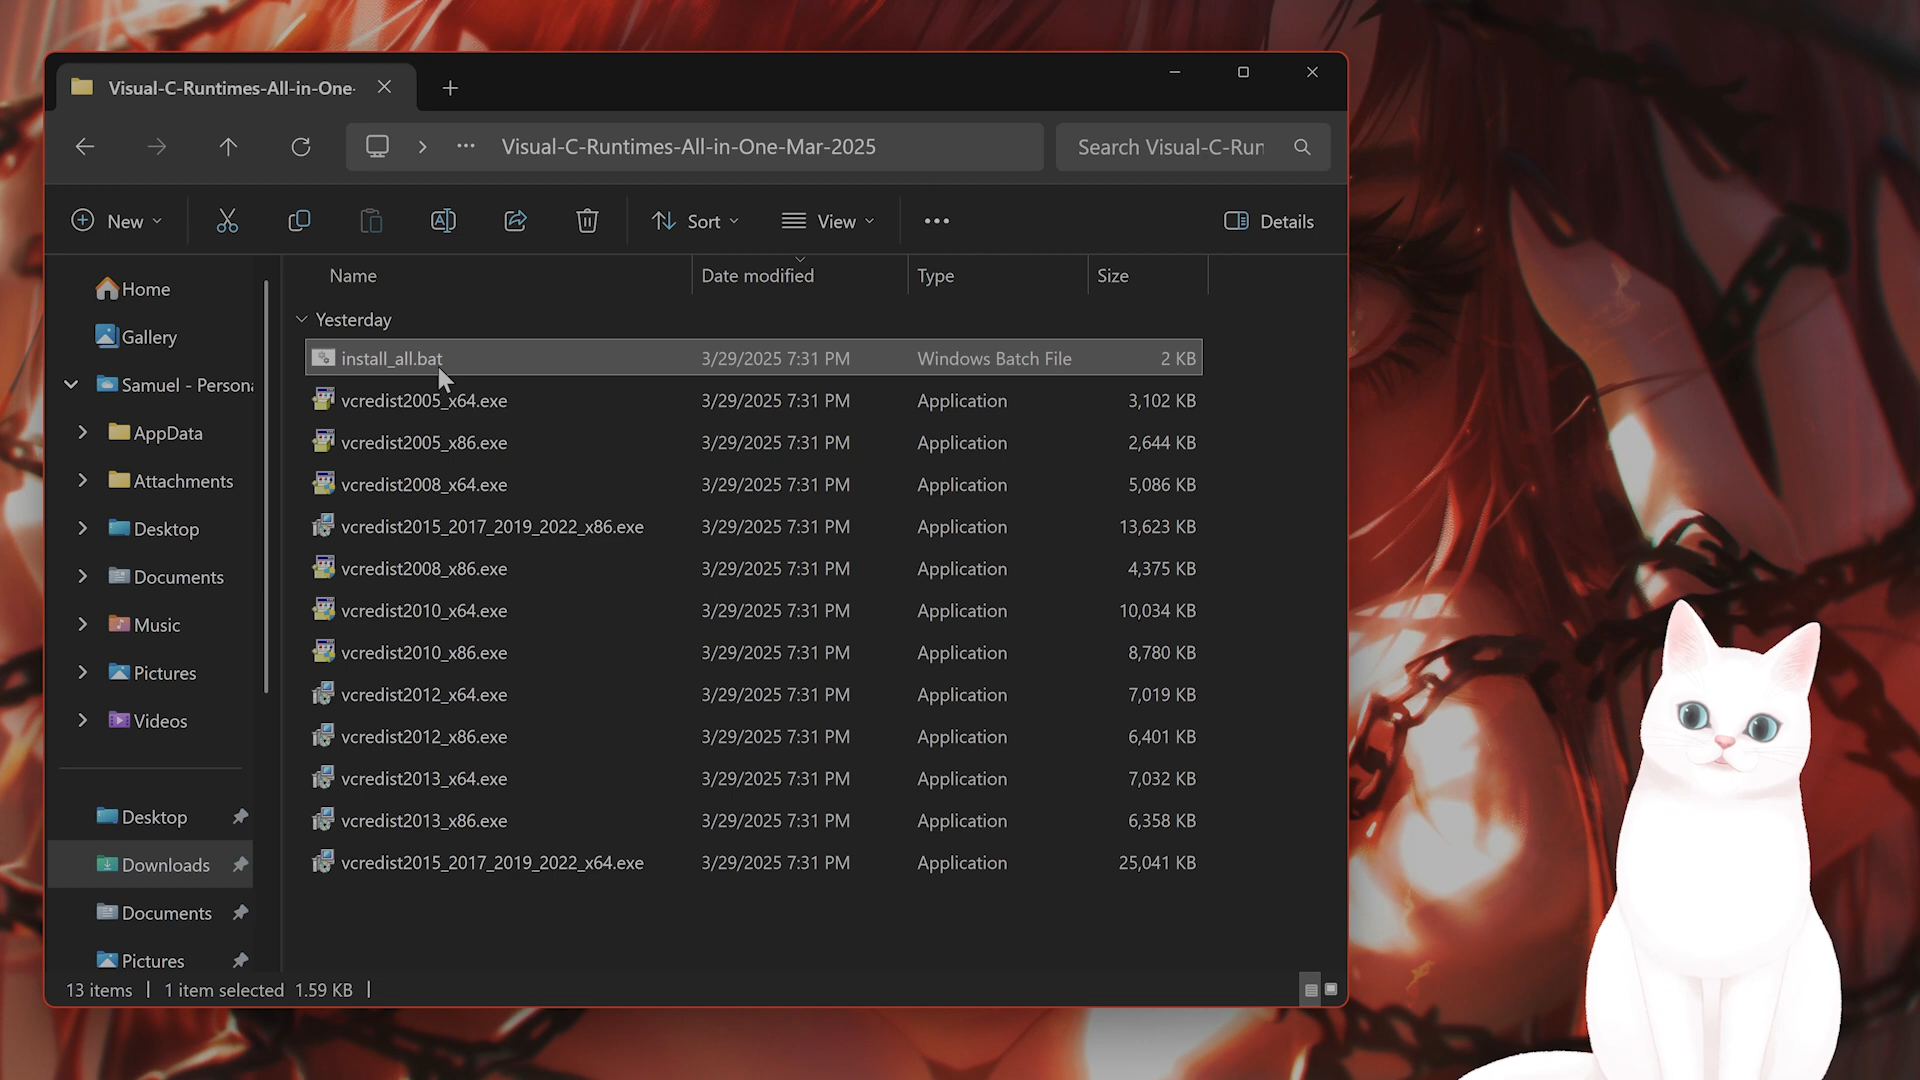 Visual-C-Runtimes-All-in-One-
Visual-C-Runtimes-All-in-One-Mar-2025
Search Visual-C-Run
New
Sort
View
Details
Name
Date modified
Type
Size
Home
Gallery
Samuel - Persona
AppData
Attachments
Desktop
Documents
Music
Pictures
Videos
Desktop
Downloads
Documents
Pictures
Yesterday
install_all.bat 3/29/2025 7:31 PM Windows Batch File 2 KB
vcredist2005_x64.exe 3/29/2025 7:31 PM Application 3,102 KB
vcredist2005_x86.exe 3/29/2025 7:31 PM Application 2,644 KB
vcredist2008_x64.exe 3/29/2025 7:31 PM Application 5,086 KB
vcredist2015_2017_2019_2022_x86.exe 3/29/2025 7:31 PM Application 13,623 KB
vcredist2008_x86.exe 3/29/2025 7:31 PM Application 4,375 KB
vcredist2010_x64.exe 3/29/2025 7:31 PM Application 10,034 KB
vcredist2010_x86.exe 3/29/2025 7:31 PM Application 8,780 KB
vcredist2012_x64.exe 3/29/2025 7:31 PM Application 7,019 KB
vcredist2012_x86.exe 3/29/2025 7:31 PM Application 6,401 KB
vcredist2013_x64.exe 3/29/2025 7:31 PM Application 7,032 KB
vcredist2013_x86.exe 3/29/2025 7:31 PM Application 6,358 KB
vcredist2015_2017_2019_2022_x64.exe 3/29/2025 7:31 PM Application 25,041 KB
13 items | 1 item selected 1.59 KB |